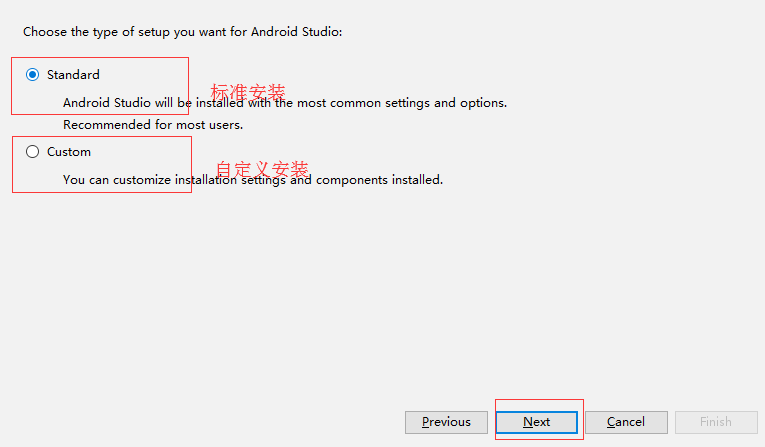 Choose the type of setup you want for Android Studio:
Standard
标准安装
Android Studio will be installed with the most common settings and options.
Recommended for most users.
Custom
自定义安装
You can customize installation settings and components installed.
Previous Next Cancel Finish